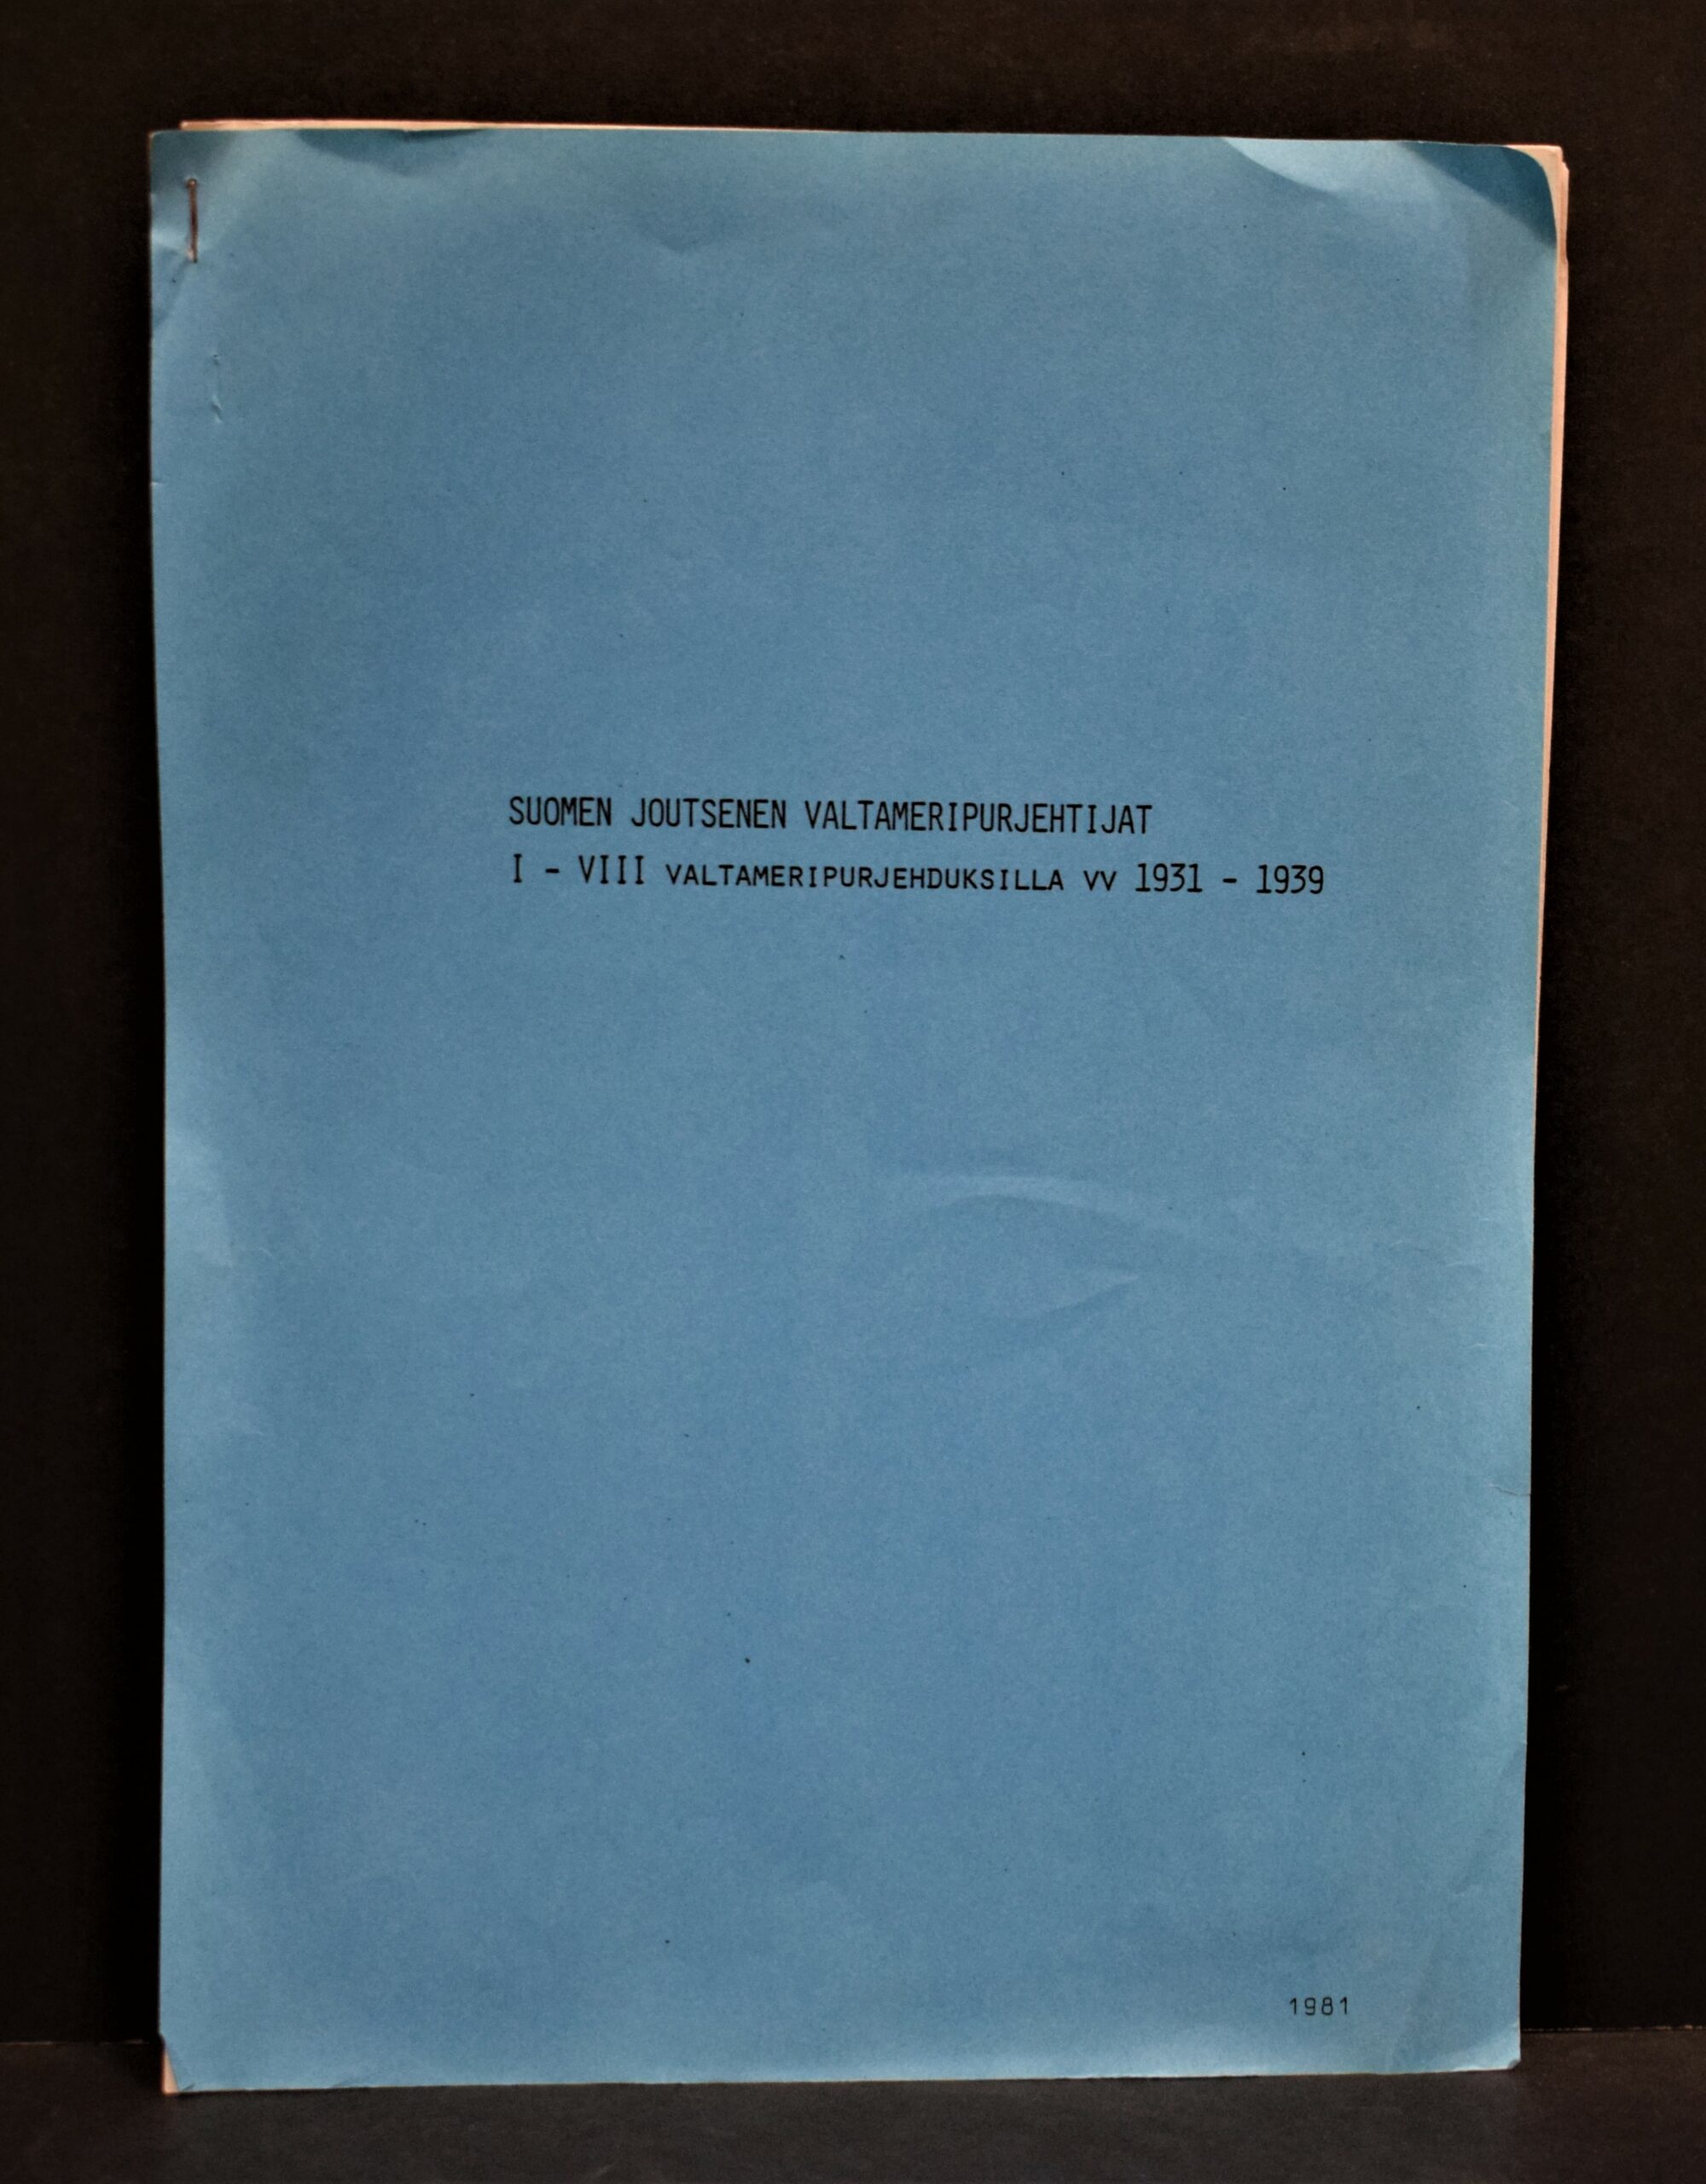 SUOMEN JOUTSENEN VALTAMERIPURJEHTIJAT
I - VIII VALTAMERIPURJEHDUKSILLA VV 1931 - 1939
1981